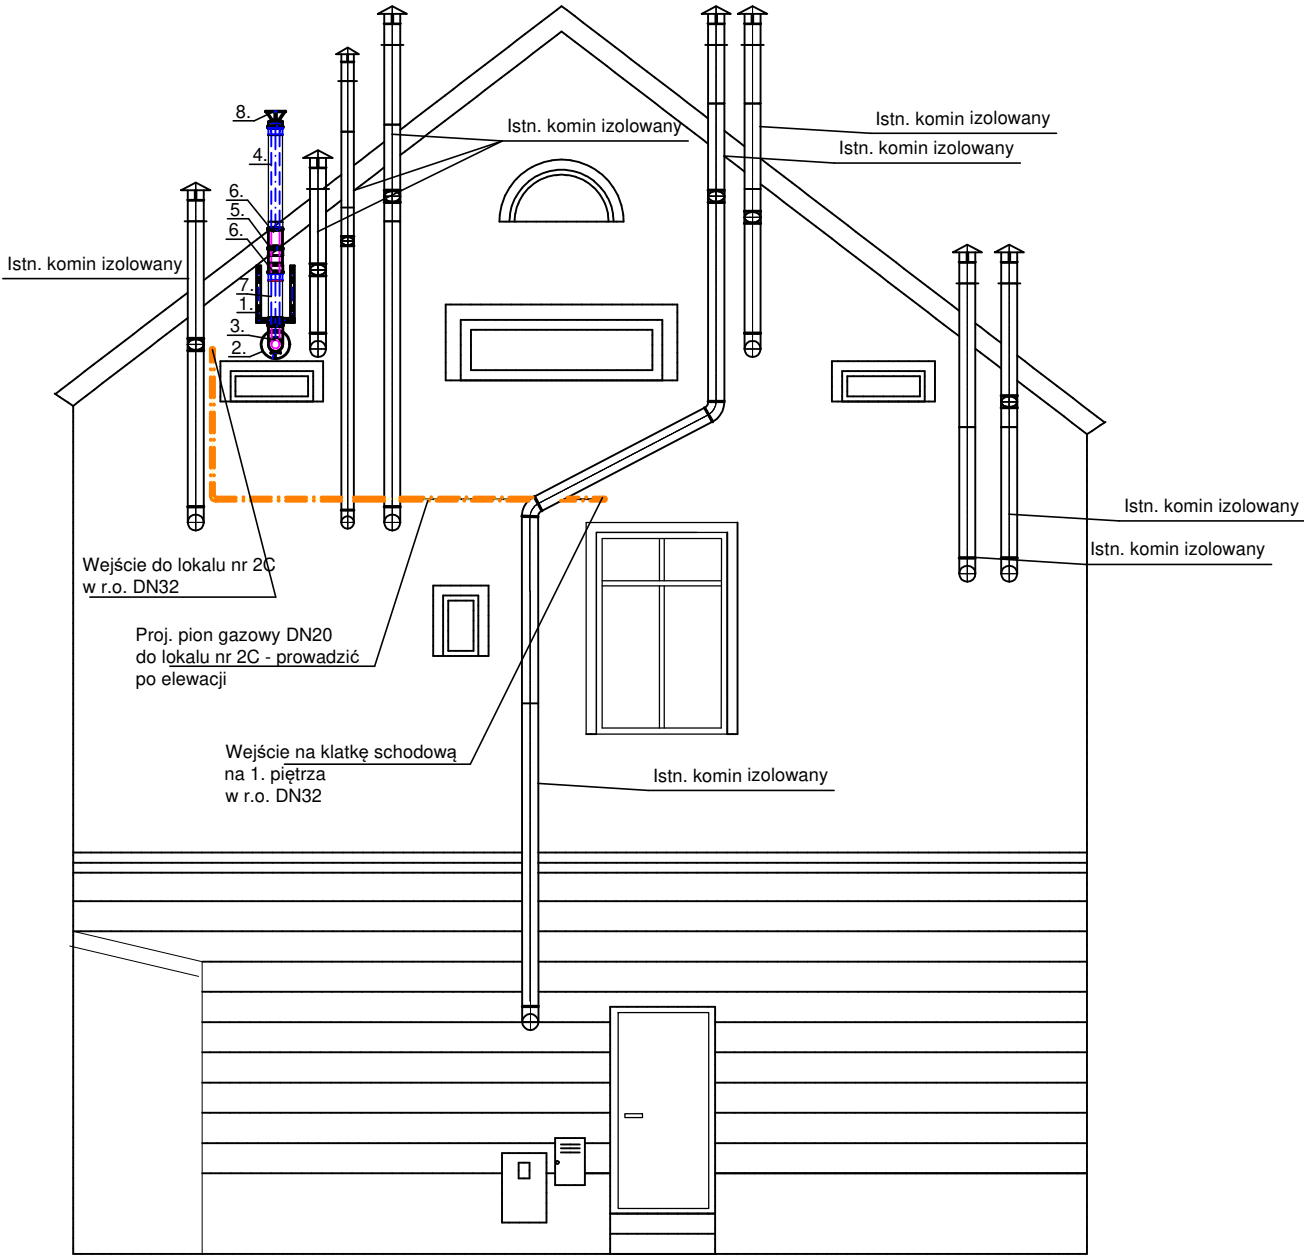 8.
4.
6.
5.
6.
7.
1.
3.
2.
Istn. komin izolowany
Istn. komin izolowany
Istn. komin izolowany
Istn. komin izolowany
Istn. komin izolowany
Istn. komin izolowany
Wejście do lokalu nr 2C
w r.o. DN32
Proj. pion gazowy DN20
do lokalu nr 2C - prowadzić
po elewacji
Wejście na klatkę schodową
na 1. piętrza
w r.o. DN32
Istn. komin izolowany